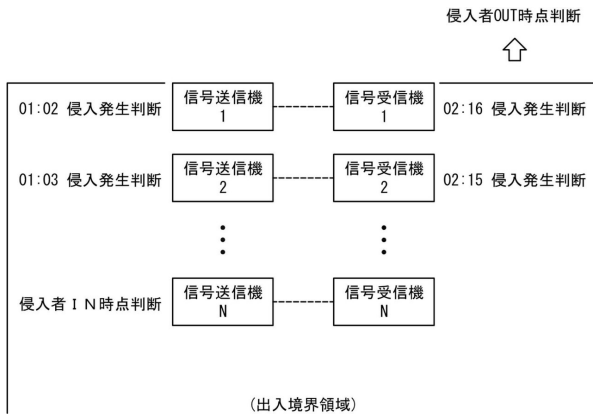 侵入者OUT時点判断
01:02 侵入発生判断
信号送信機
1
信号受信機
1
02:16 侵入発生判断
01:03 侵入発生判断
信号送信機
2
信号受信機
2
02:15 侵入発生判断
侵入者ＩＮ時点判断
信号送信機
N
信号受信機
N
(出入境界領域)